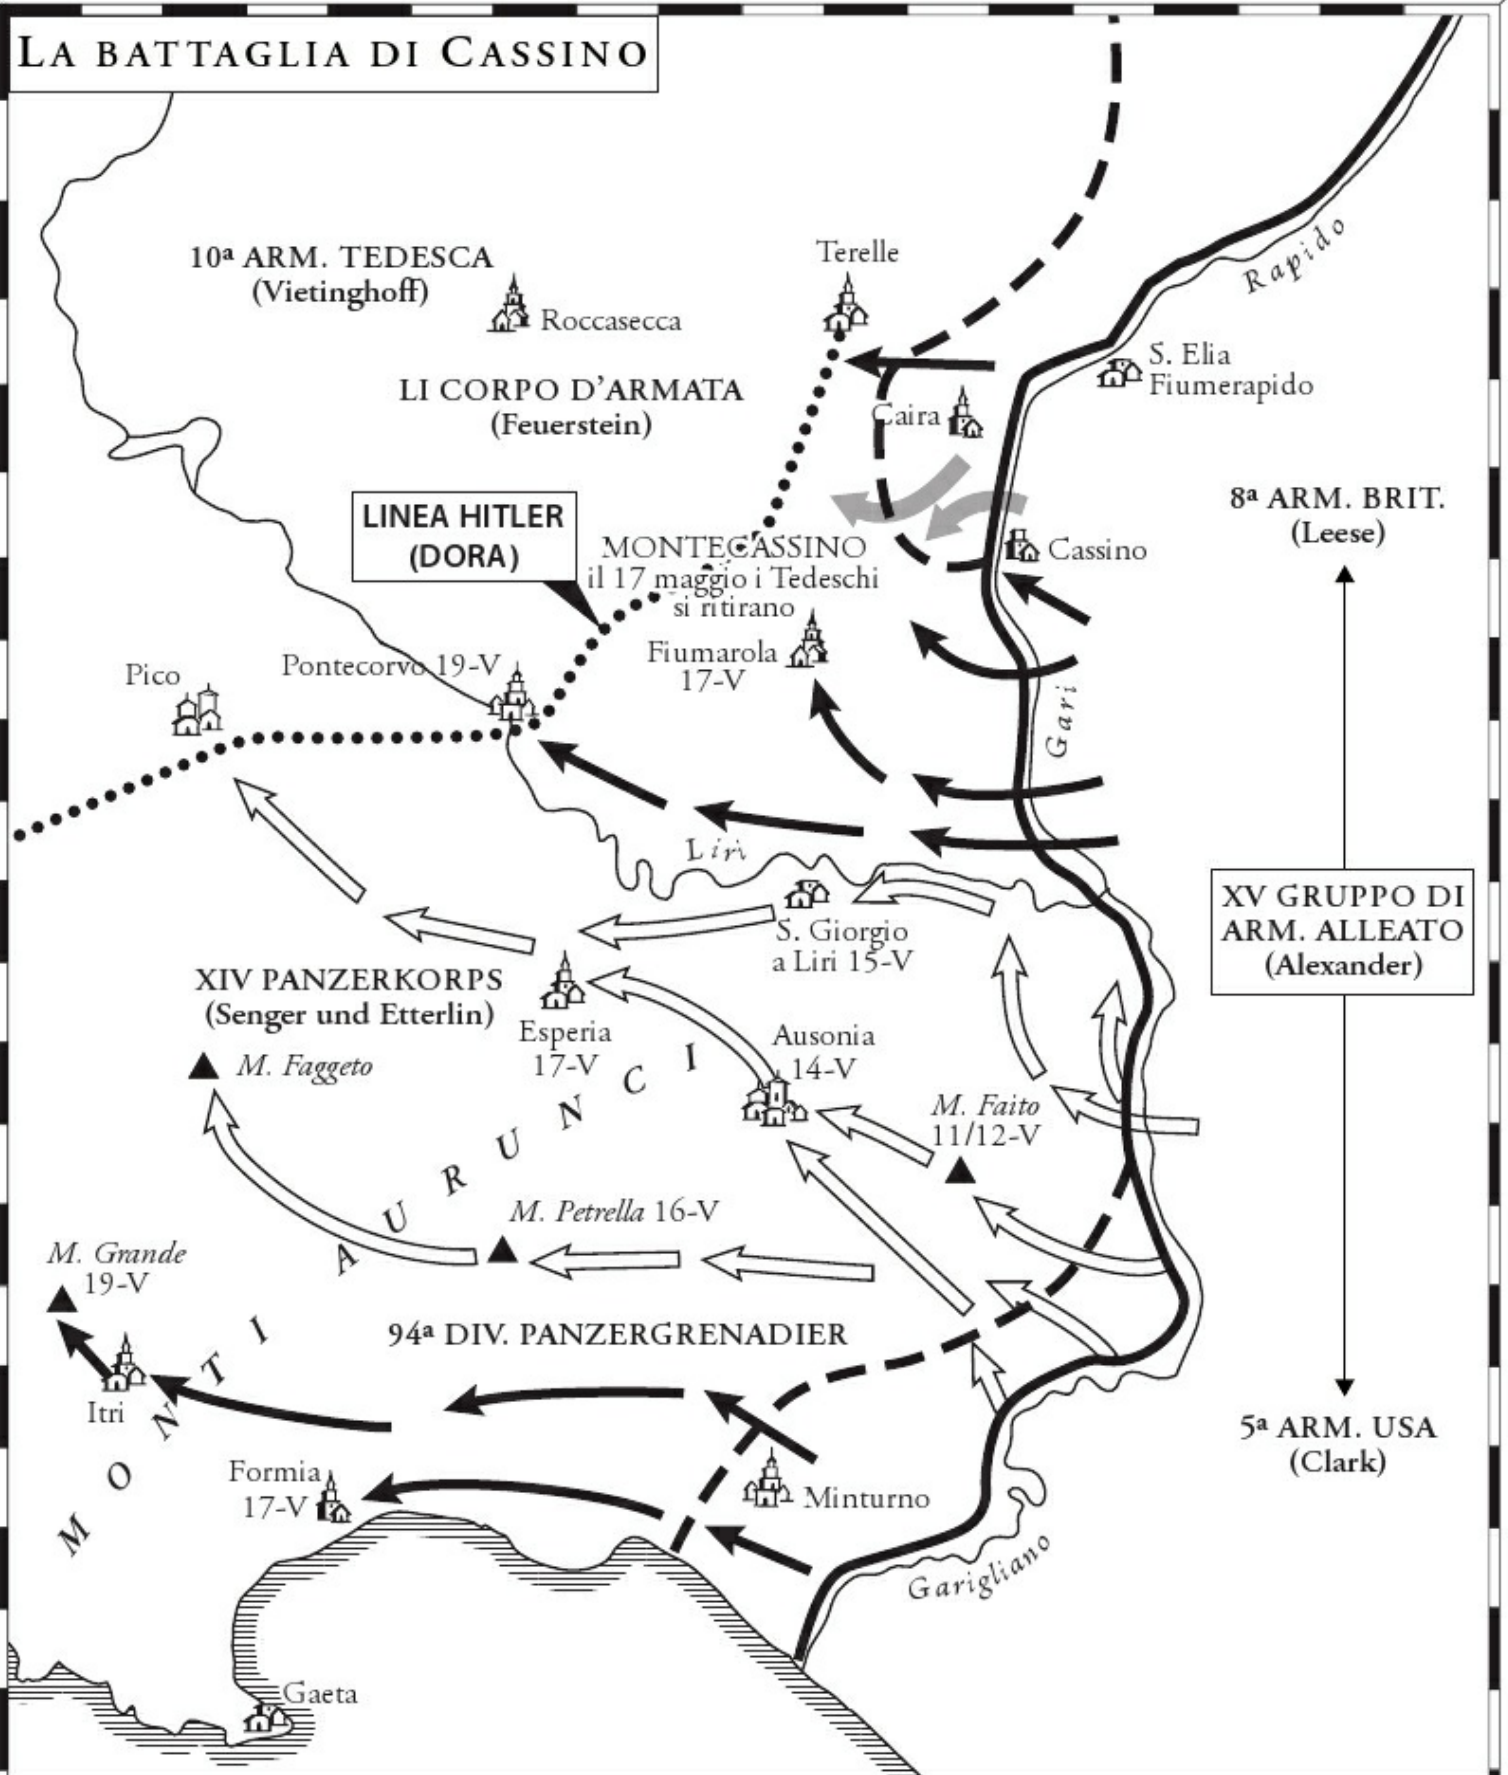 LA BATTAGLIA DI CASSINO
Rapido
Terelle
10ª ARM. TEDESCA
(Vietinghoff)
Roccasecca
S. Elia
Fiumerapido
LI CORPO D'ARMATA
(Feuerstein)
Caira
8ª ARM. BRIT.
(Leese)
LINEA HITLER
(DORA)
MONTECASSINO
il 17 maggio i Tedeschi
si ritirano
Cassino
Fiumarola
17-V
Pontecorvo 19-V
Pico
Gari
Liri
S. Giorgio
a Liri 15-V
XV GRUPPO DI
ARM. ALLEATO
(Alexander)
XIV PANZERKORPS
(Senger und Etterlin)
Esperia
17-V
Ausonia
14-V
M. Faggeto
M. Faito
11/12-V
M. Petrella 16-V
M. Grande
19-V
MONTI AURUNCI
94ª DIV. PANZERGRENADIER
Itri
5ª ARM. USA
(Clark)
Formia
17-V
Minturno
Garigliano
Gaeta